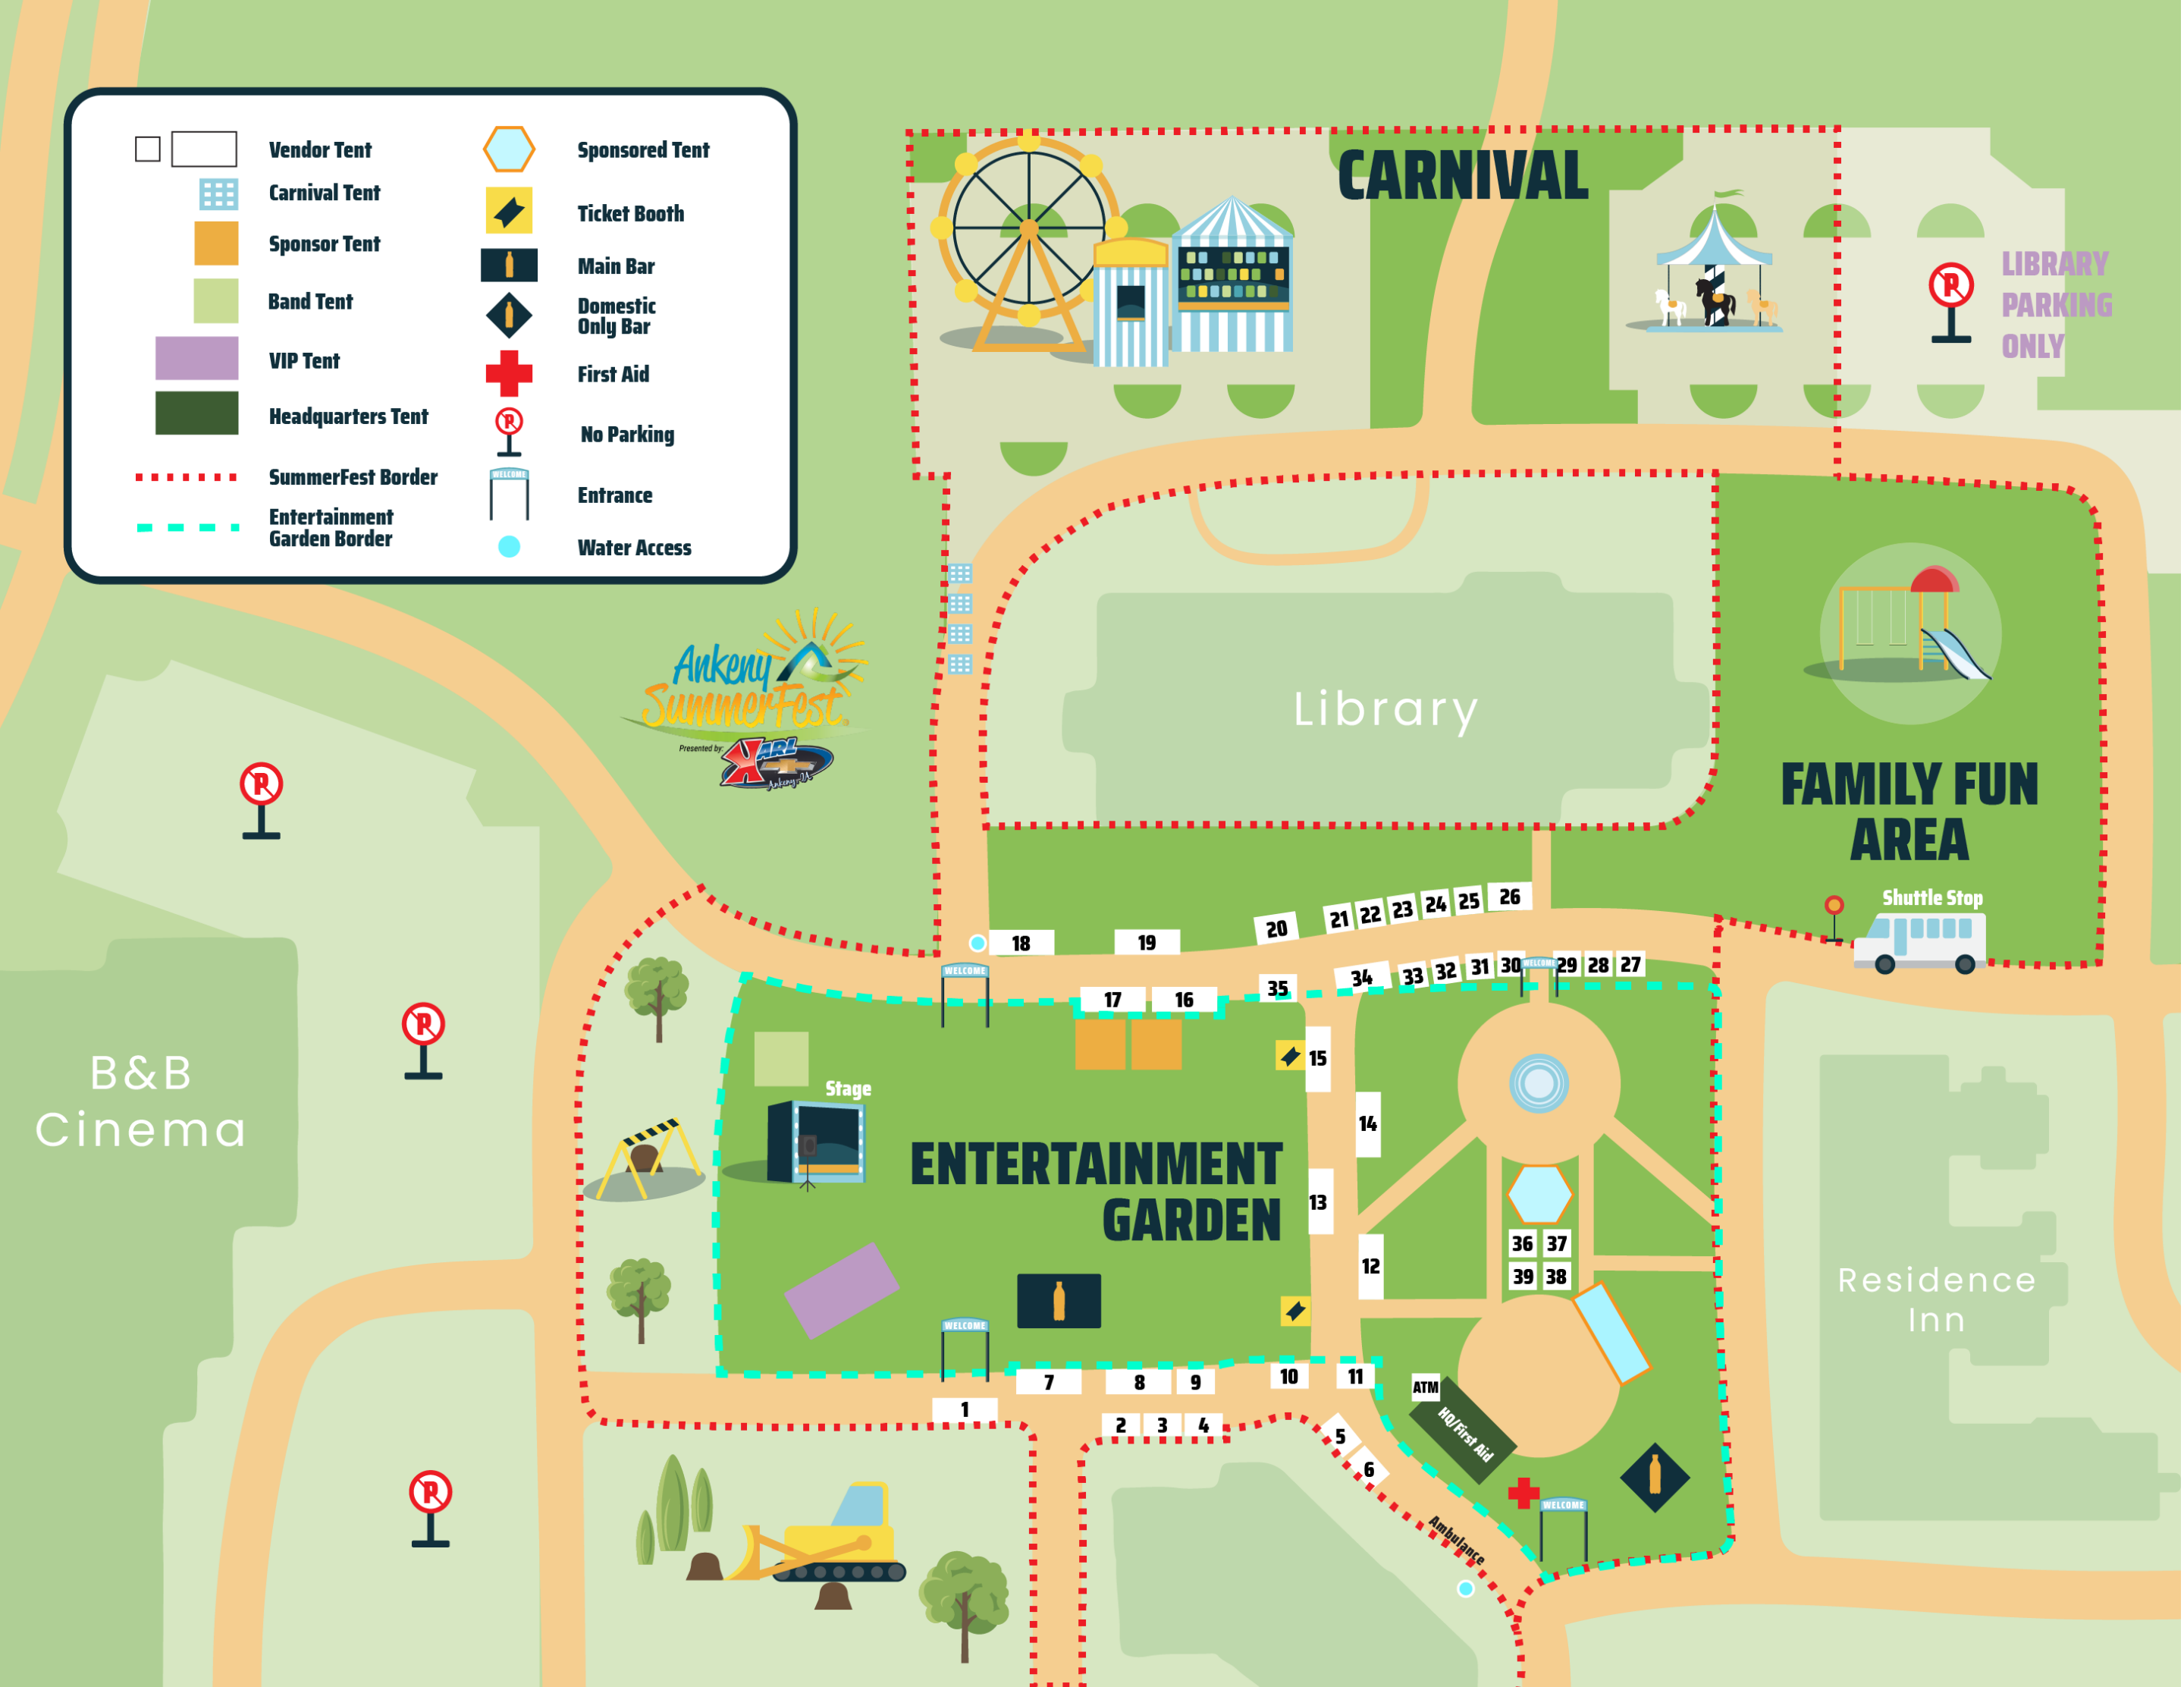 Vendor Tent
Carnival Tent
Sponsor Tent
Band Tent
VIP Tent
Headquarters Tent
SummerFest Border
Entertainment
Garden Border
Sponsored Tent
Ticket Booth
Main Bar
Domestic
Only Bar
First Aid
P
No Parking
WELCOME
Entrance
Water Access
CARNIVAL
P
LIBRARY
PARKING
ONLY
Ankeny
SummerFest
Presented by:
KARL
Ankeny, IA
Library
FAMILY FUN
AREA
Shuttle Stop
P
P
P
B&B
Cinema
18
19
20
21
22
23
24
25
26
WELCOME
17
16
35
34
33
32
31
30
WELCOME
29
28
27
Stage
15
14
ENTERTAINMENT
GARDEN
13
12
36
37
39
38
Residence
Inn
WELCOME
7
8
9
10
11
1
2
3
4
5
6
ATM
HQ/First Aid
WELCOME
Ambulance